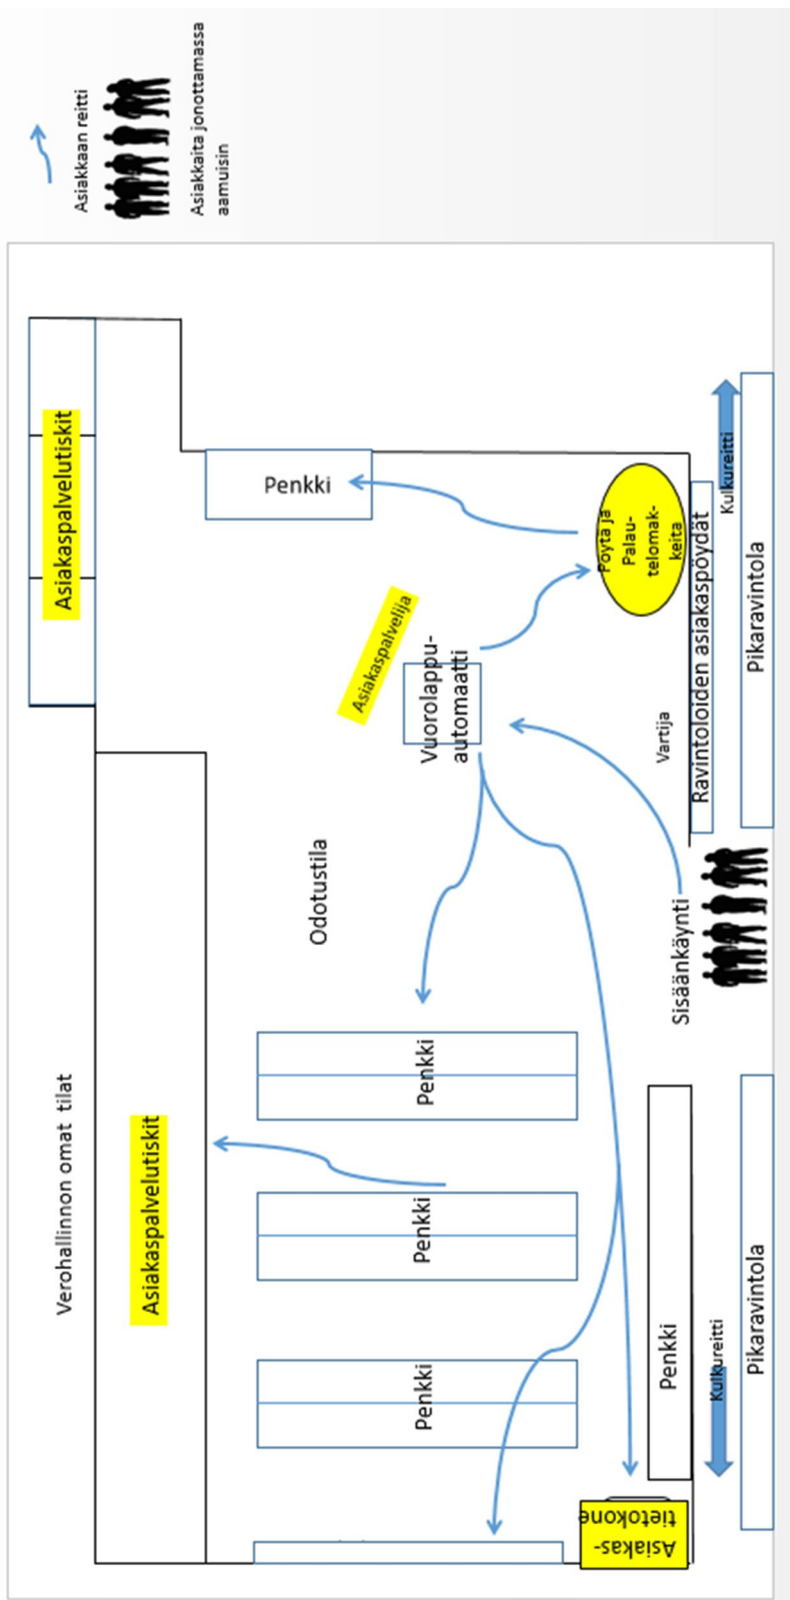 Verohallinnon omat tilat
Asiakaspalvelutiskit
Asiakkaan reitti
Asiakaspalvelutiskit
Asiakkaita jonottamassa
aamuisin
Penkki
Odotustila
Asiakaspalvelija
Penkki
Penkki
Penkki
Vuorolappu-
automaatti
Pöytä ja
Palau-
telomak-
keita
Asiakas-
tietokone
Penkki
Vartija
Sisäänkäynti
Ravintoloiden asiakaspöydät
Kulkureitti
Kulkureitti
Pikaravintola
Pikaravintola